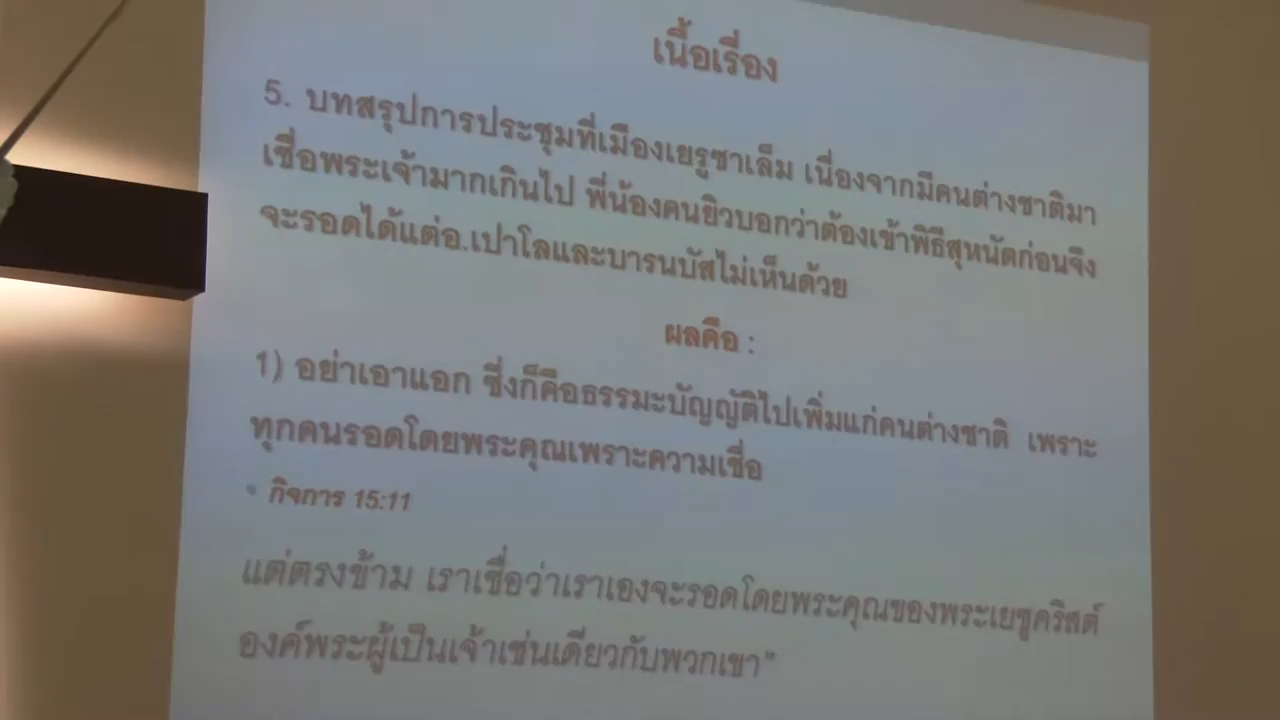 เนื้อเรื่อง
5. บทสรุปการประชุมที่เมืองเยรูซาเล็ม เนื่องจากมีคนต่างชาติมา
เชื่อพระเจ้ามากเกินไป พี่น้องคนยิวบอกว่าต้องเข้าพิธีสุหนัตก่อนจึง
จะรอดได้แต่อ.เปาโลและบารนบัสไม่เห็นด้วย
ผลคือ :
1) อย่าเอาแอก ซึ่งก็คือธรรมะบัญญัติไปเพิ่มแก่คนต่างชาติ เพราะ
ทุกคนรอดโดยพระคุณเพราะความเชื่อ
• กิจการ 15:11
แต่ตรงข้าม เราเชื่อว่าเราเองจะรอดโดยพระคุณของพระเยซูคริสต์
องค์พระผู้เป็นเจ้าเช่นเดียวกับพวกเขา"